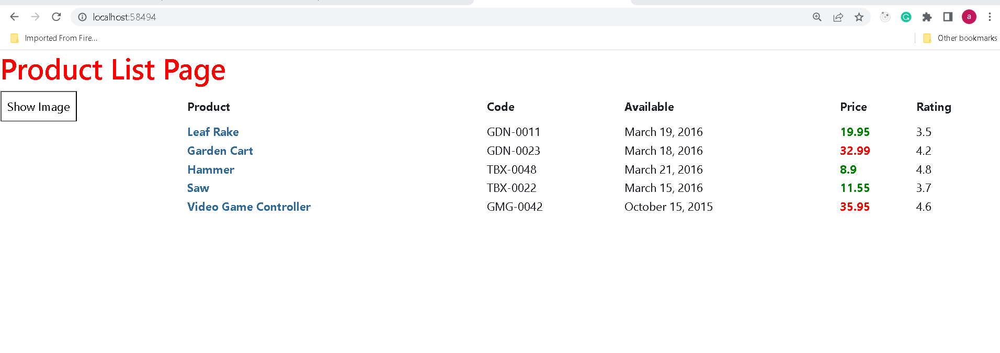 localhost:58494
a
Imported From Fire...
Other bookmarks
Product List Page
Show Image Product Code Available Price Rating
Leaf Rake GDN-0011 March 19, 2016 19.95 3.5
Garden Cart GDN-0023 March 18, 2016 32.99 4.2
Hammer TBX-0048 March 21, 2016 8.9 4.8
Saw TBX-0022 March 15, 2016 11.55 3.7
Video Game Controller GMG-0042 October 15, 2015 35.95 4.6